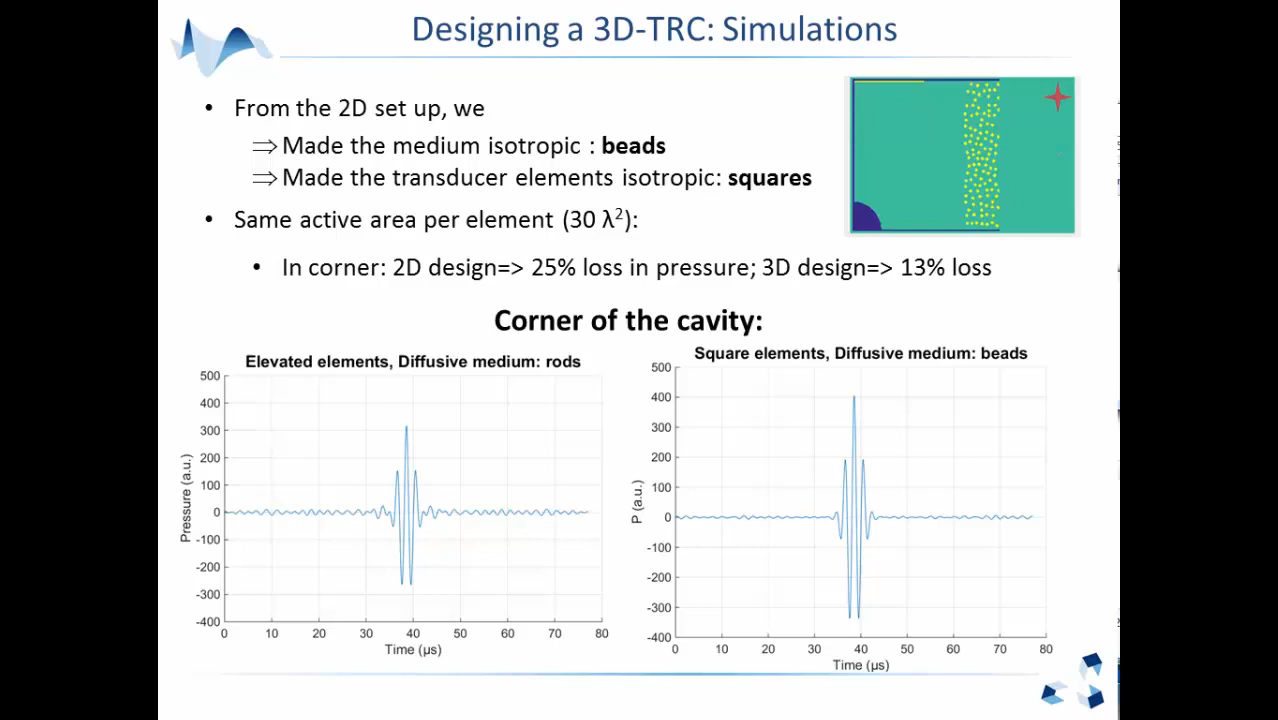 Designing a 3D-TRC: Simulations
• From the 2D set up, we
⇒ Made the medium isotropic : beads
⇒ Made the transducer elements isotropic: squares
• Same active area per element (30 λ²):
• In corner: 2D design=> 25% loss in pressure; 3D design=> 13% loss
Corner of the cavity:
Elevated elements, Diffusive medium: rods
500
400
300
200
100
0
-100
-200
-300
-400
Pressure (a.u.)
0 10 20 30 40 50 60 70 80
Time (µs)
Square elements, Diffusive medium: beads
500
400
300
200
100
0
-100
-200
-300
-400
P (a.u.)
0 10 20 30 40 50 60 70 80
Time (µs)